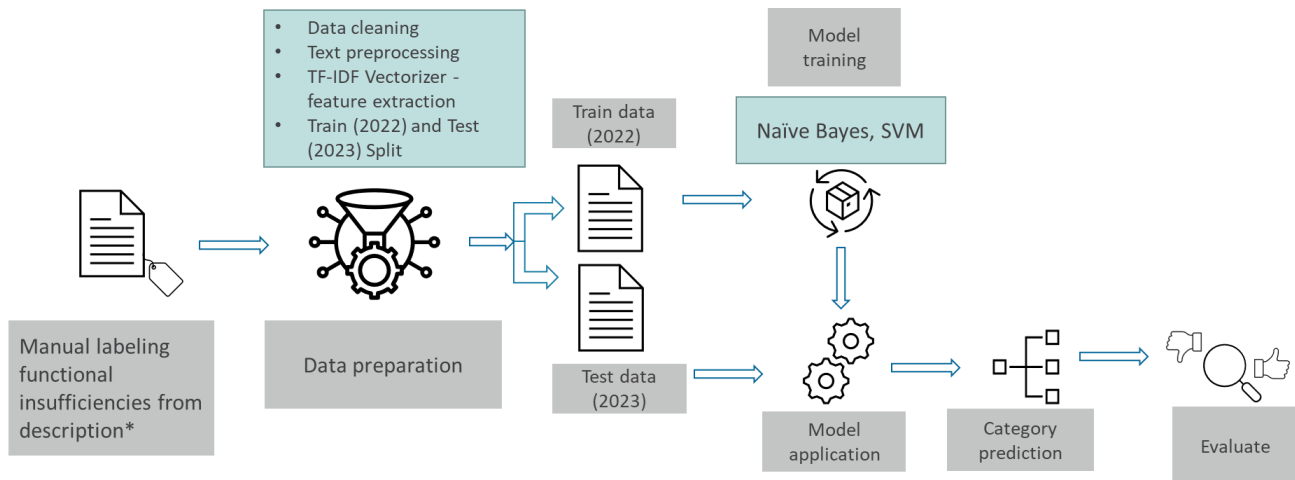 • Data cleaning
• Text preprocessing
• TF-IDF Vectorizer -
feature extraction
• Train (2022) and Test
(2023) Split
Model
training
Train data
(2022)
Naïve Bayes, SVM
Manual labeling
functional
insufficiencies from
description*
Data preparation
Test data
(2023)
Model
application
Category
prediction
Evaluate